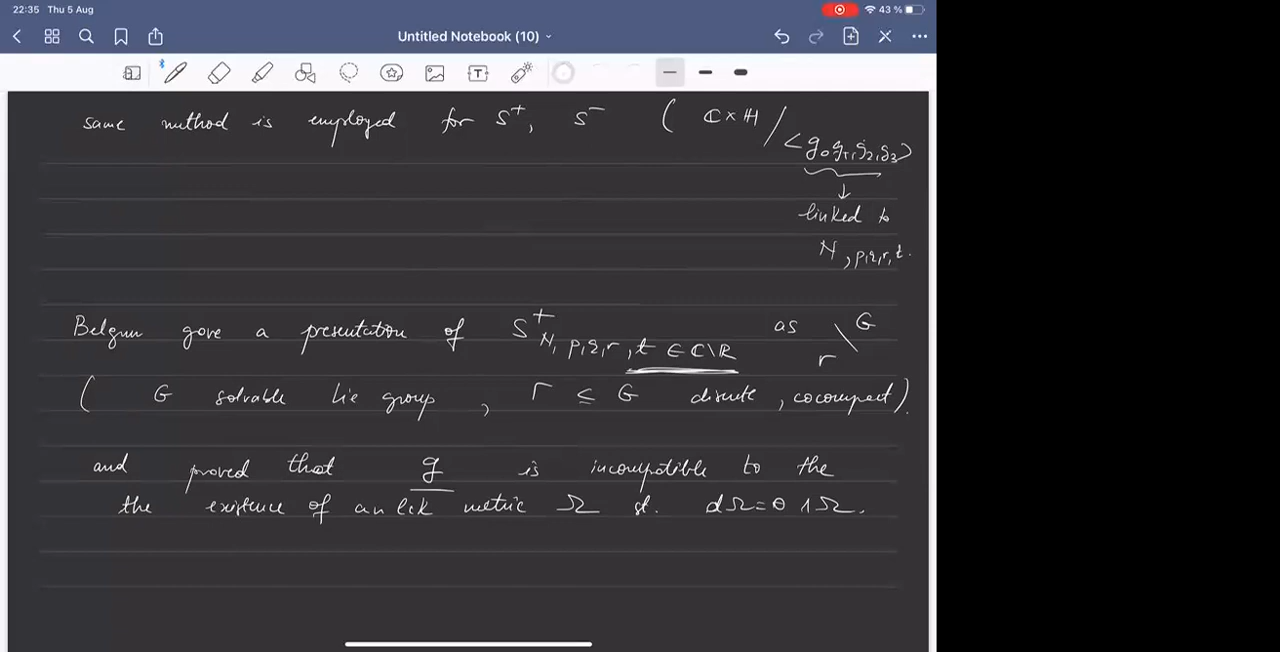 22:35 Thu 5 Aug
43 %
Untitled Notebook (10)
same method is employed for S⁺, S⁻ ( ℂ×ℍ / <g₀,g₁,g₂,g₃>
↓
linked to
N,p,q,r,t.
Belgun gave a presentation of S⁺_N,p,q,r,t∈ℂ\ℝ as Γ\G
( G solvable Lie group, Γ ≤ G discrete, cocompact).
and proved that g is incompatible to the
the existence of an lck metric Ω st. dΩ=θ∧Ω.